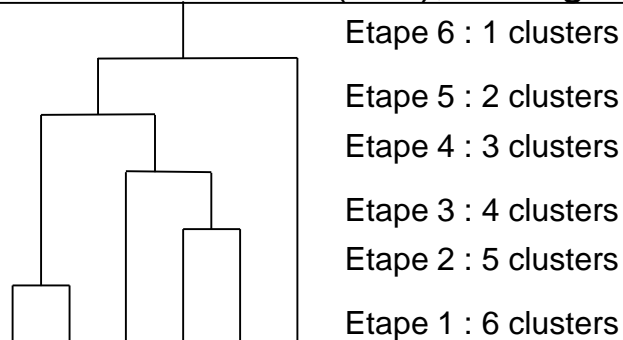 Etape 6 : 1 clusters
Etape 5 : 2 clusters
Etape 4 : 3 clusters
Etape 3 : 4 clusters
Etape 2 : 5 clusters
Etape 1 : 6 clusters